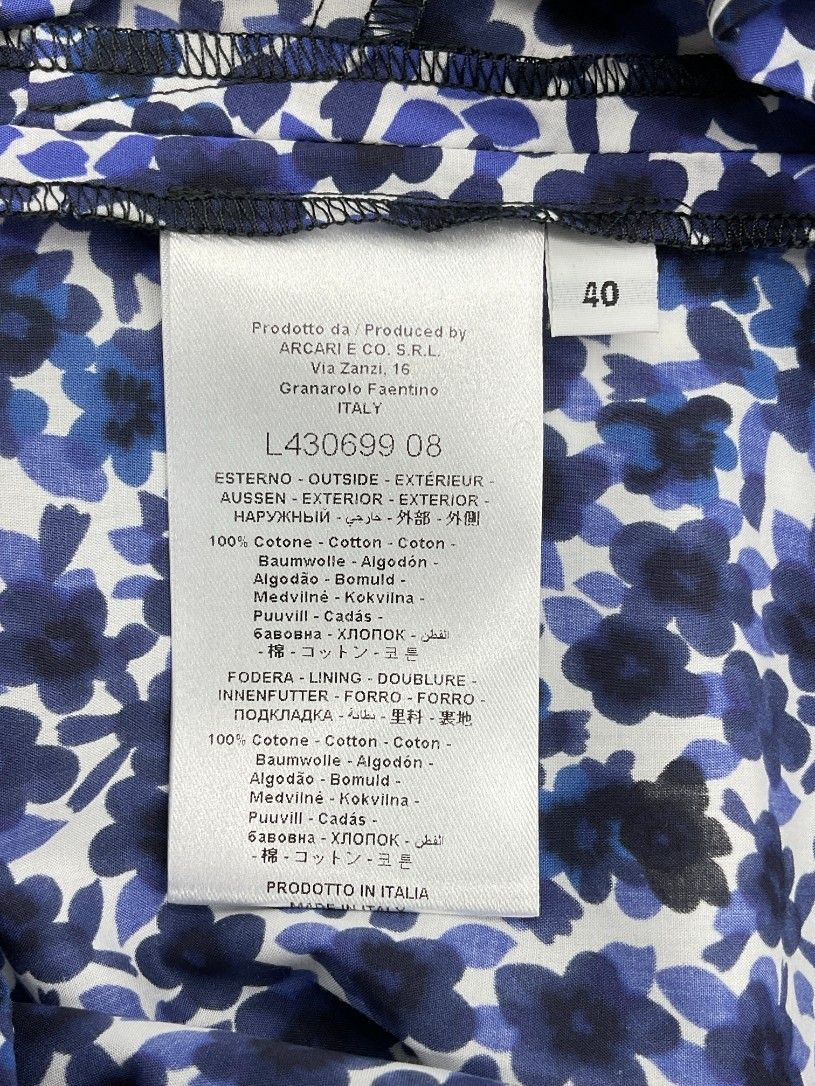 40
Prodotto da / Produced by
ARCARI E CO. S.R.L.
Via Zanzi, 16
Granarolo Faentino
ITALY
L430699 08
ESTERNO - OUTSIDE - EXTÉRIEUR -
AUSSEN - EXTERIOR - EXTERIOR -
НАРУЖНЫЙ - خارجي - 外部 - 外側
100% Cotone - Cotton - Coton -
Baumwolle - Algodón -
Algodão - Bomuld -
Medvilnė - Kokvilna -
Puuvill - Cadás -
бавовна - ХЛОПОК - القطن
- 棉 - コットン - 코튼
FODERA - LINING - DOUBLURE -
INNENFUTTER - FORRO - FORRO -
ПОДКЛАДКА - بطانة - 里料 - 裏地
100% Cotone - Cotton - Coton -
Baumwolle - Algodón -
Algodão - Bomuld -
Medvilnė - Kokvilna -
Puuvill - Cadás -
бавовна - ХЛОПОК - القطن
- 棉 - コットン - 코튼
PRODOTTO IN ITALIA
MADE IN ITALY